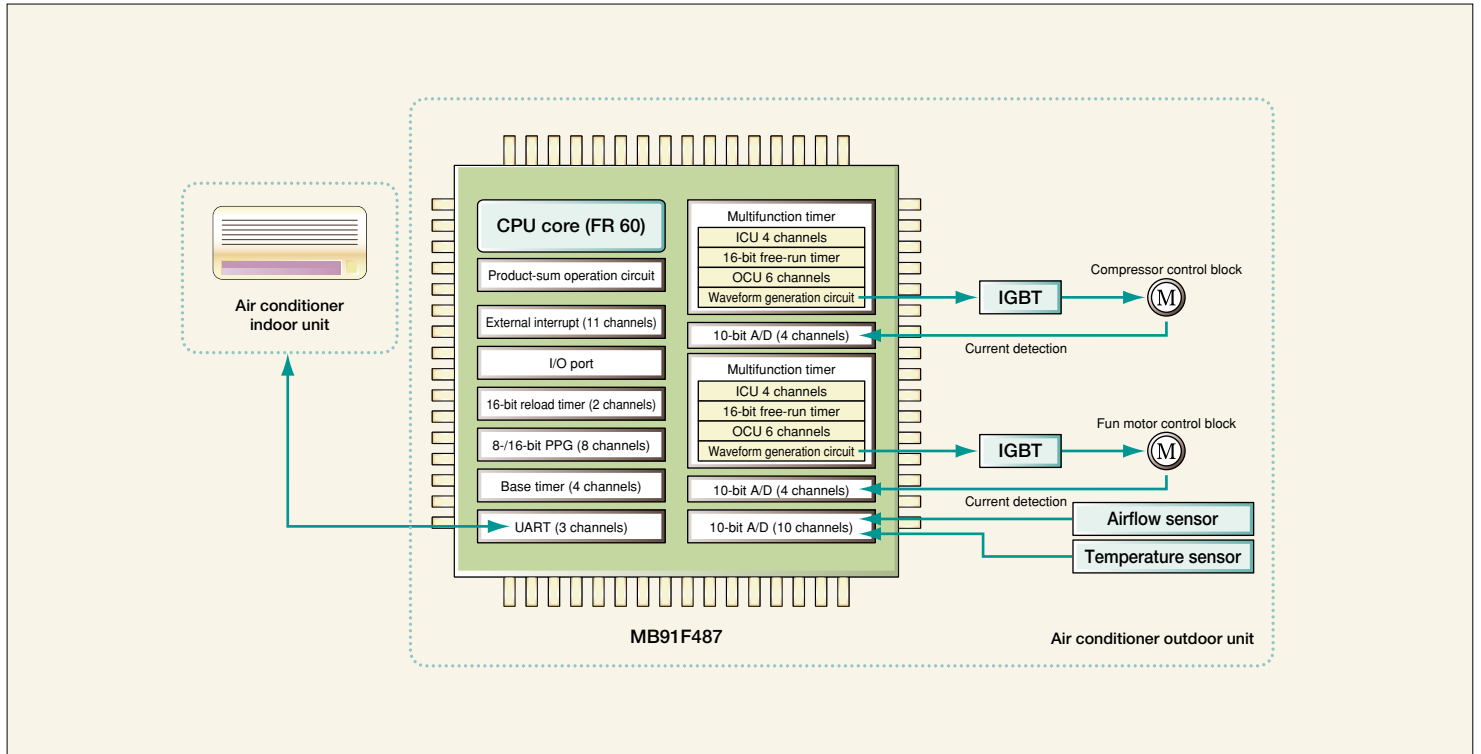 Air conditioner
indoor unit
CPU core (FR 60)
Product-sum operation circuit
External interrupt (11 channels)
I/O port
16-bit reload timer (2 channels)
8-/16-bit PPG (8 channels)
Base timer (4 channels)
UART (3 channels)
Multifunction timer
ICU 4 channels
16-bit free-run timer
OCU 6 channels
Waveform generation circuit
10-bit A/D (4 channels)
Multifunction timer
ICU 4 channels
16-bit free-run timer
OCU 6 channels
Waveform generation circuit
10-bit A/D (4 channels)
10-bit A/D (10 channels)
IGBT
Compressor control block
M
Current detection
IGBT
Fun motor control block
M
Current detection
Airflow sensor
Temperature sensor
MB91F487
Air conditioner outdoor unit